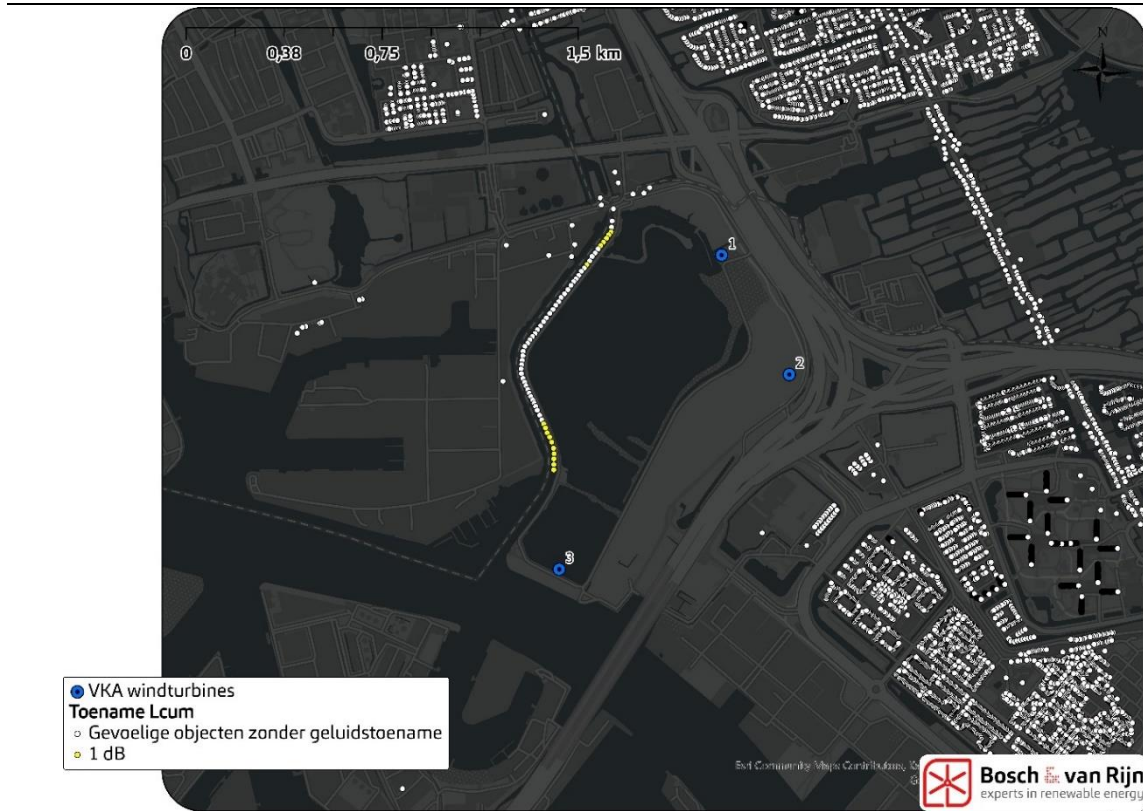 0 0,38 0,75 1,5 km
N
1
2
3
VKA windturbines
Toename Lcum
Gevoelige objecten zonder geluidstoename
1 dB
Esri Community Maps Contributors,
Bosch & van Rijn
experts in renewable energy